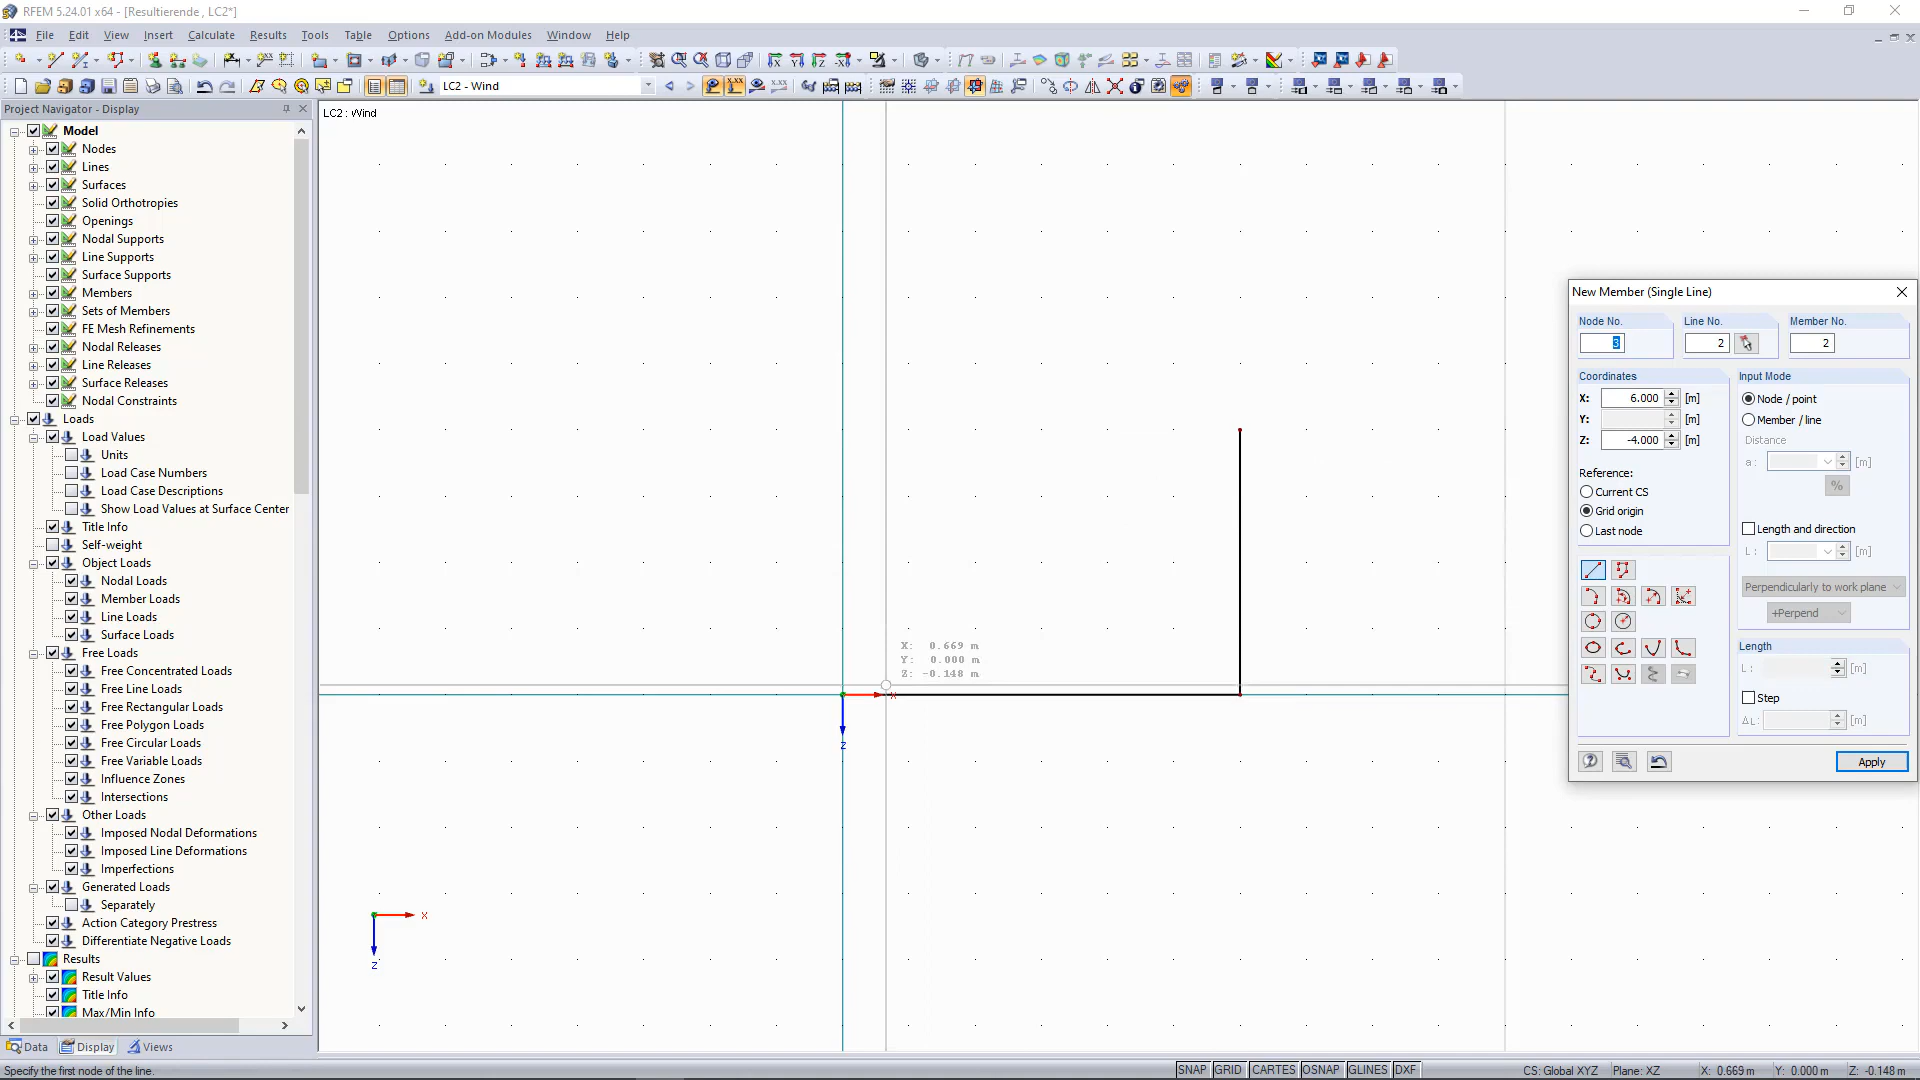 RFEM 5.24.01 x64 - [Resultierende , LC2*]
File Edit View Insert Calculate Results Tools Table Options Add-on Modules Window Help
LC2 - Wind
Project Navigator - Display
LC2 : Wind
Model
Nodes
Lines
Surfaces
Solid Orthotropies
Openings
Nodal Supports
Line Supports
Surface Supports
Members
Sets of Members
FE Mesh Refinements
Nodal Releases
Line Releases
Surface Releases
Nodal Constraints
Loads
Load Values
Units
Load Case Numbers
Load Case Descriptions
Show Load Values at Surface Center
Title Info
Self-weight
Object Loads
Nodal Loads
Member Loads
Line Loads
Surface Loads
Free Loads
Free Concentrated Loads
Free Line Loads
Free Rectangular Loads
Free Polygon Loads
Free Circular Loads
Free Variable Loads
Influence Zones
Intersections
Other Loads
Imposed Nodal Deformations
Imposed Line Deformations
Imperfections
Generated Loads
Separately
Action Category Prestress
Differentiate Negative Loads
Results
Result Values
Title Info
Max/Min Info
Data Display Views
X: 0.669 m
Y: 0.000 m
Z: -0.148 m
X
Z
X
Z
New Member (Single Line)
Node No. Line No. Member No.
3 2 2
Coordinates Input Mode
X: 6.000 [m] Node / point
Y: [m] Member / line
Z: -4.000 [m] Distance
a : [m]
Reference: %
Current CS
Grid origin
Last node
Length and direction
L : [m]
Perpendicularly to work plane
+Perpend
Length
L : [m]
Step
ΔL: [m]
Apply
Specify the first node of the line.
SNAP GRID CARTES OSNAP GLINES DXF CS: Global XYZ Plane: XZ X: 0.669 m Y: 0.000 m Z: -0.148 m